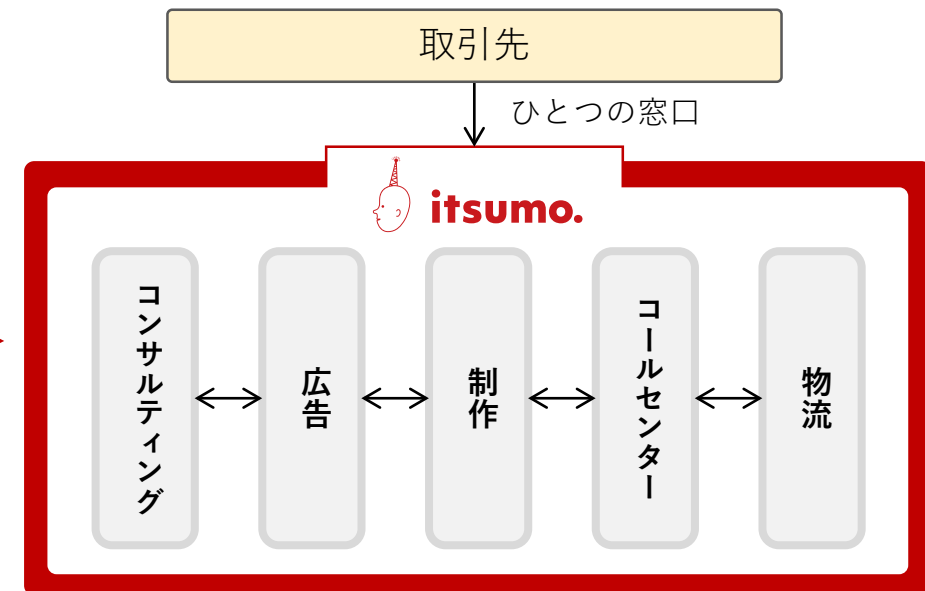 取引先
ひとつの窓口
itsumo.
コンサルティング
広告
制作
コールセンター
物流